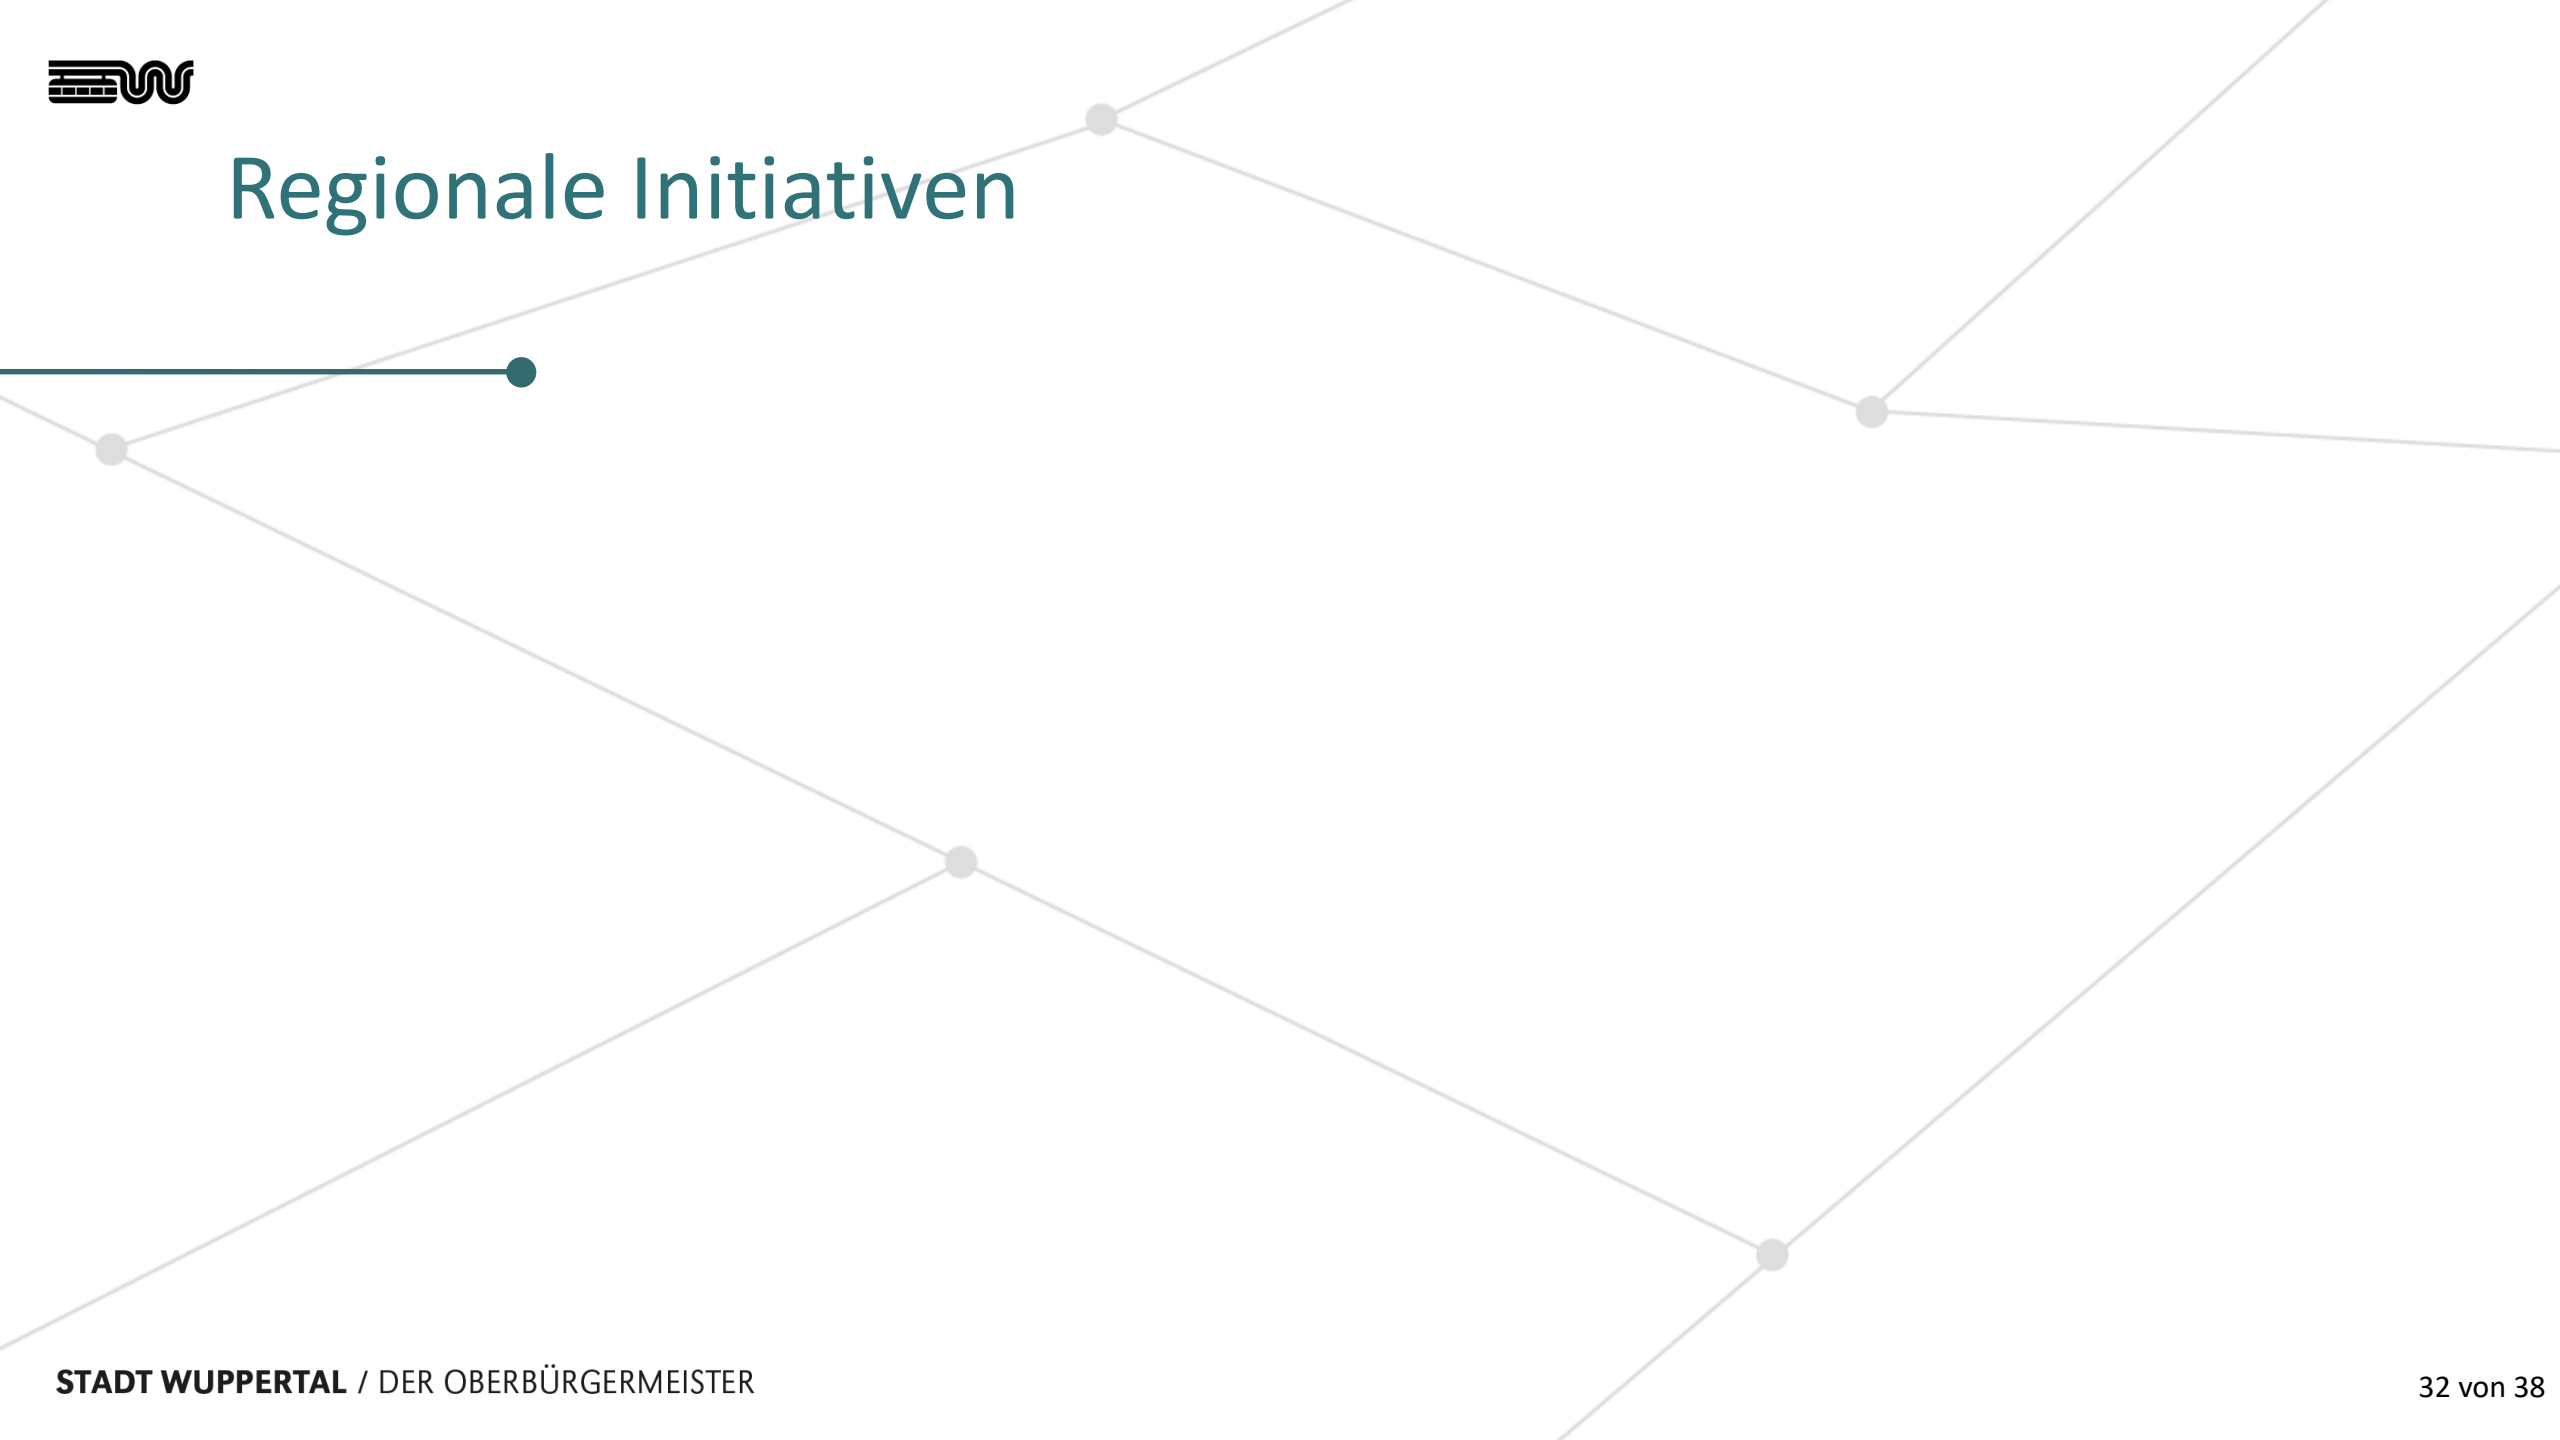 Regionale Initiativen
STADT WUPPERTAL / DER OBERBÜRGERMEISTER
32 von 38